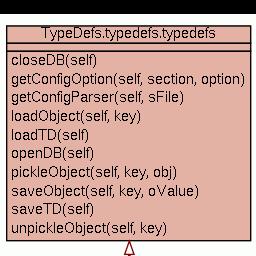 TypeDefs.typedefs.typedefs
closeDB(self)
getConfigOption(self, section, option)
getConfigParser(self, sFile)
loadObject(self, key)
loadTD(self)
openDB(self)
pickleObject(self, key, obj)
saveObject(self, key, oValue)
saveTD(self)
unpickleObject(self, key)